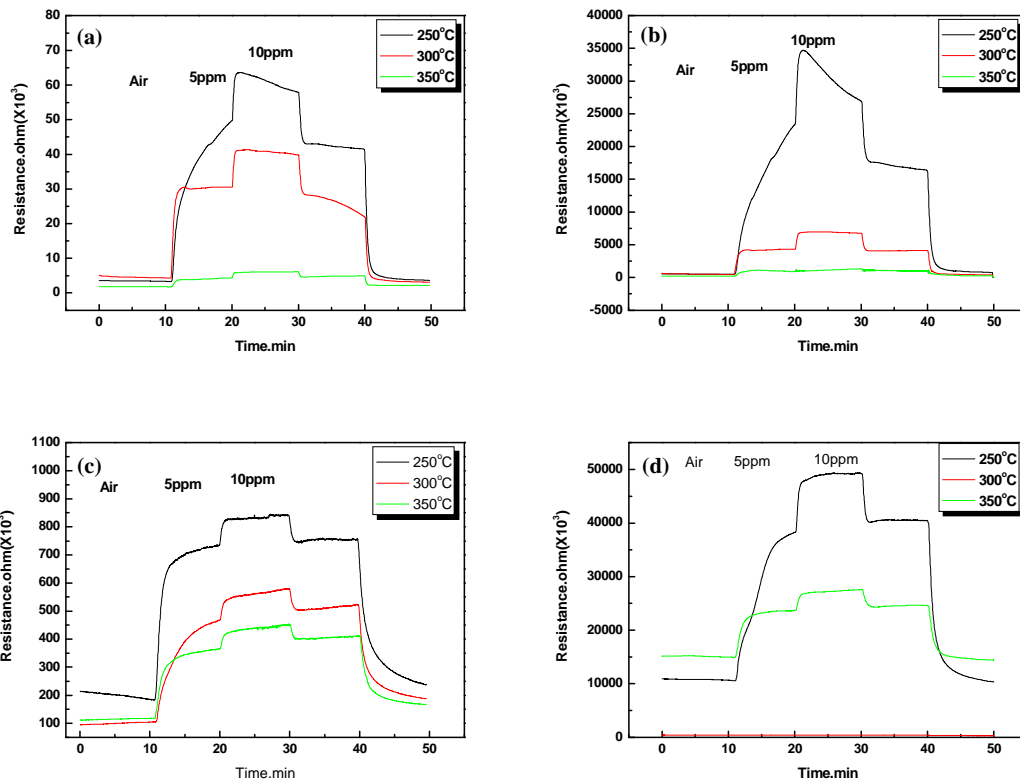 (a)
10ppm
Air
5ppm
250°C
300°C
350°C
80
70
60
50
40
30
20
10
0
Resistance.ohm(X10³)
0 10 20 30 40 50
Time.min
(b)
10ppm
Air
5ppm
250°C
300°C
350°C
40000
35000
30000
25000
20000
15000
10000
5000
0
-5000
Resistance.ohm(X10³)
0 10 20 30 40 50
Time.min
(c)
Air
5ppm
10ppm
250°C
300°C
350°C
1100
1000
900
800
700
600
500
400
300
200
100
Resistance.ohm(X10³)
0 10 20 30 40 50
Time.min
(d)
Air
5ppm
10ppm
250°C
300°C
350°C
50000
40000
30000
20000
10000
0
Resistance.ohm(X10³)
0 10 20 30 40 50
Time.min